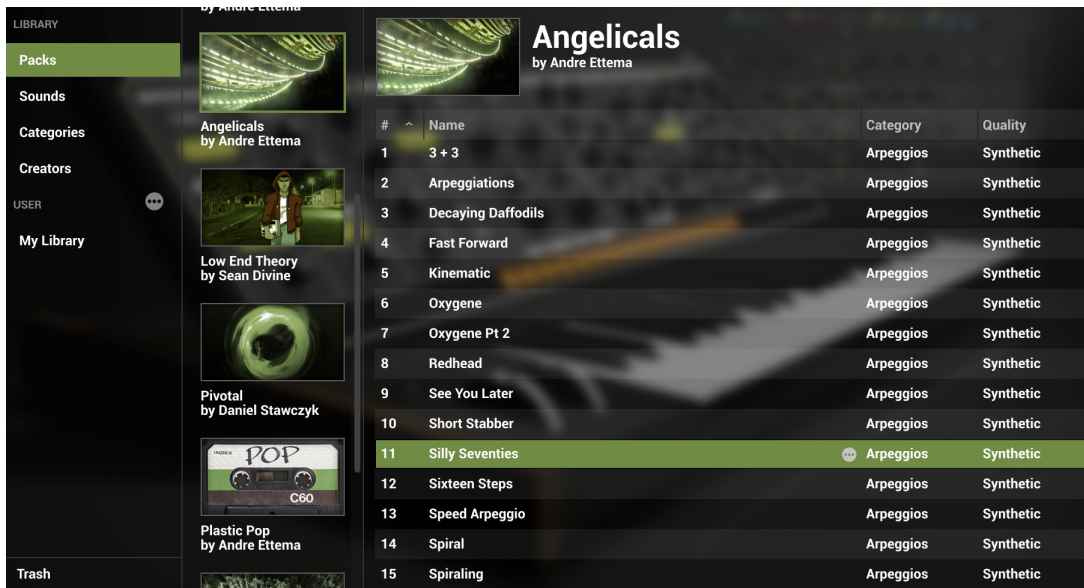 LIBRARY
Packs
Sounds
Categories
Creators
USER
My Library
Trash
by Andre Ettema
Angelicals
by Andre Ettema
Low End Theory
by Sean Divine
Pivotal
by Daniel Stawczyk
INDEX POP
C60
Plastic Pop
by Andre Ettema
Angelicals
by Andre Ettema
# Name Category Quality
1 3 + 3 Arpeggios Synthetic
2 Arpeggiations Arpeggios Synthetic
3 Decaying Daffodils Arpeggios Synthetic
4 Fast Forward Arpeggios Synthetic
5 Kinematic Arpeggios Synthetic
6 Oxygene Arpeggios Synthetic
7 Oxygene Pt 2 Arpeggios Synthetic
8 Redhead Arpeggios Synthetic
9 See You Later Arpeggios Synthetic
10 Short Stabber Arpeggios Synthetic
11 Silly Seventies Arpeggios Synthetic
12 Sixteen Steps Arpeggios Synthetic
13 Speed Arpeggio Arpeggios Synthetic
14 Spiral Arpeggios Synthetic
15 Spiraling Arpeggios Synthetic